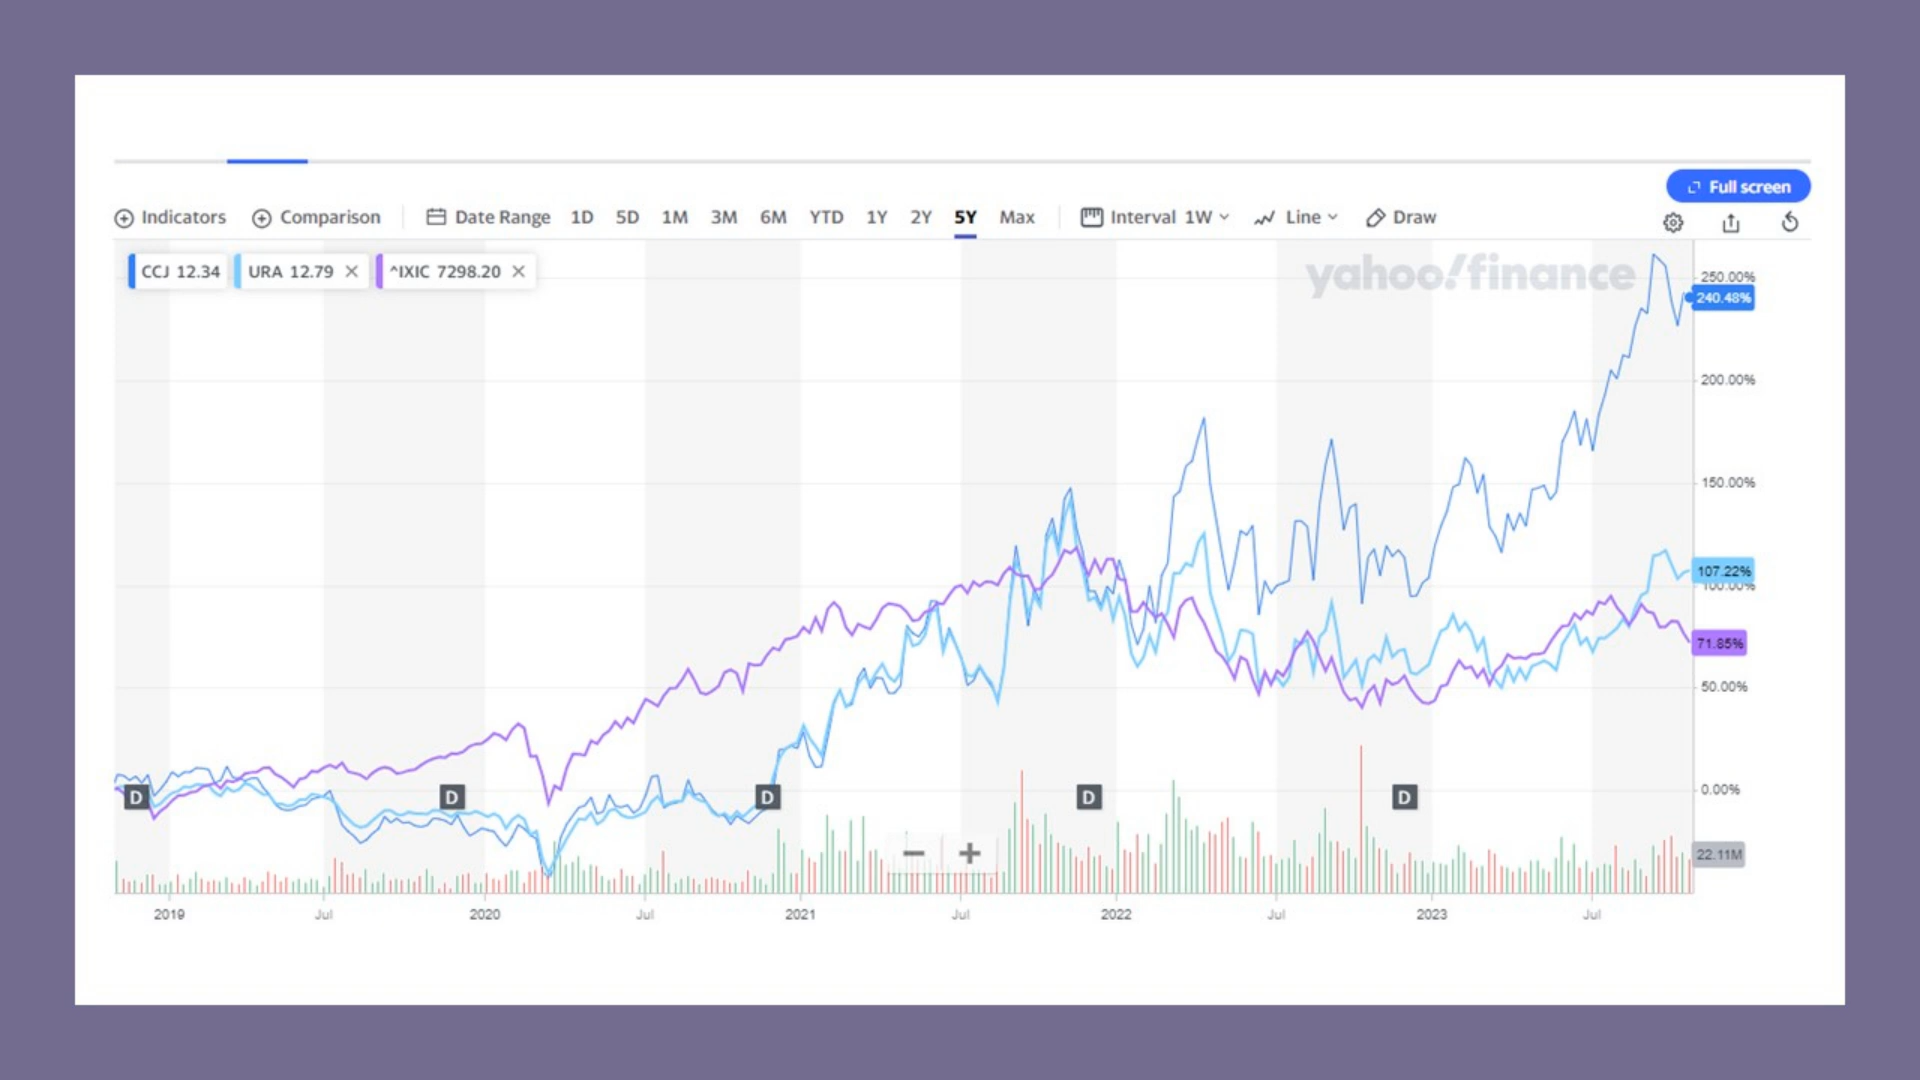 Full screen
Indicators Comparison Date Range 1D 5D 1M 3M 6M YTD 1Y 2Y 5Y Max Interval 1W Line Draw
CCJ 12.34 URA 12.79 ^IXIC 7298.20
yahoo!finance
250.00%
240.48%
200.00%
150.00%
107.22%
100.00%
71.85%
50.00%
D D D D D
0.00%
22.11M
2019 Jul 2020 Jul 2021 Jul 2022 Jul 2023 Jul